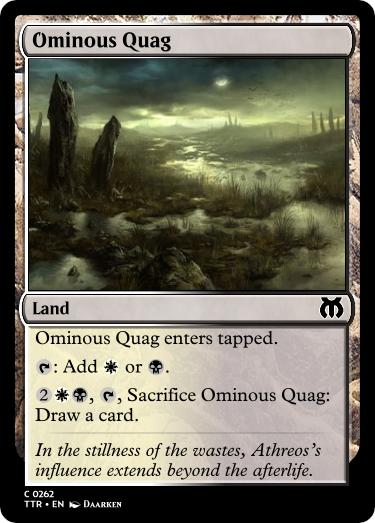 Ominous Quag
Land
Ominous Quag enters tapped.
: Add or .
2, , Sacrifice Ominous Quag:
Draw a card.
In the stillness of the wastes, Athreos's
influence extends beyond the afterlife.
C 0262
TTR • EN Daarken